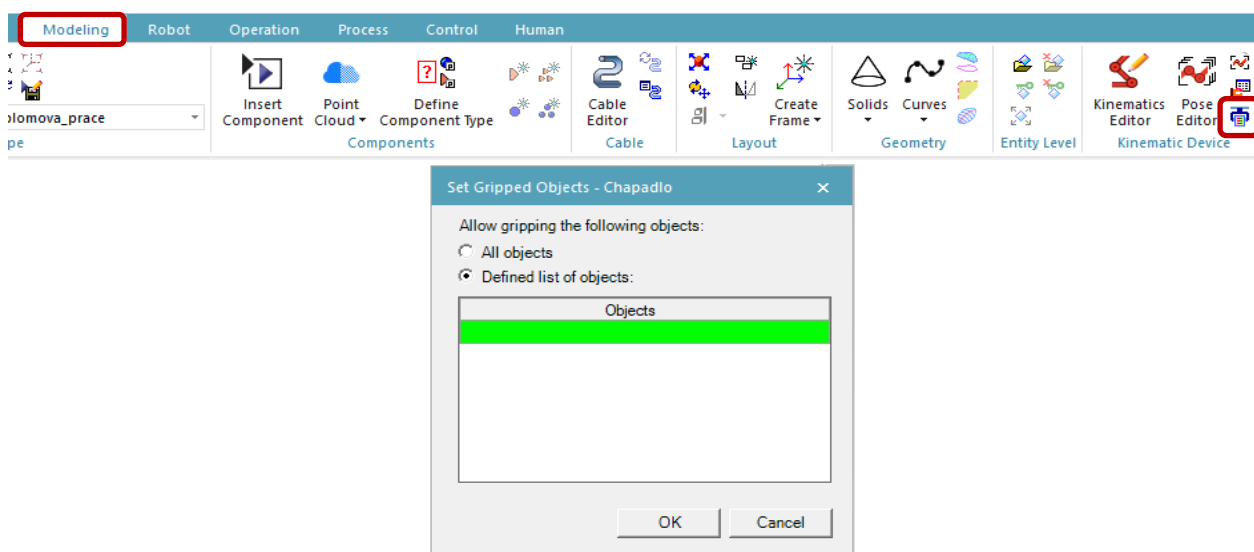 Modeling Robot Operation Process Control Human
Insert Component
Point Cloud
Define Component Type
Cable Editor
Create Frame
Solids
Curves
Kinematics Editor
Pose Editor
plomova_prace
pe
Components
Cable
Layout
Geometry
Entity Level
Kinematic Device
Set Gripped Objects - Chapadlo
Allow gripping the following objects:
All objects
Defined list of objects:
Objects
OK Cancel